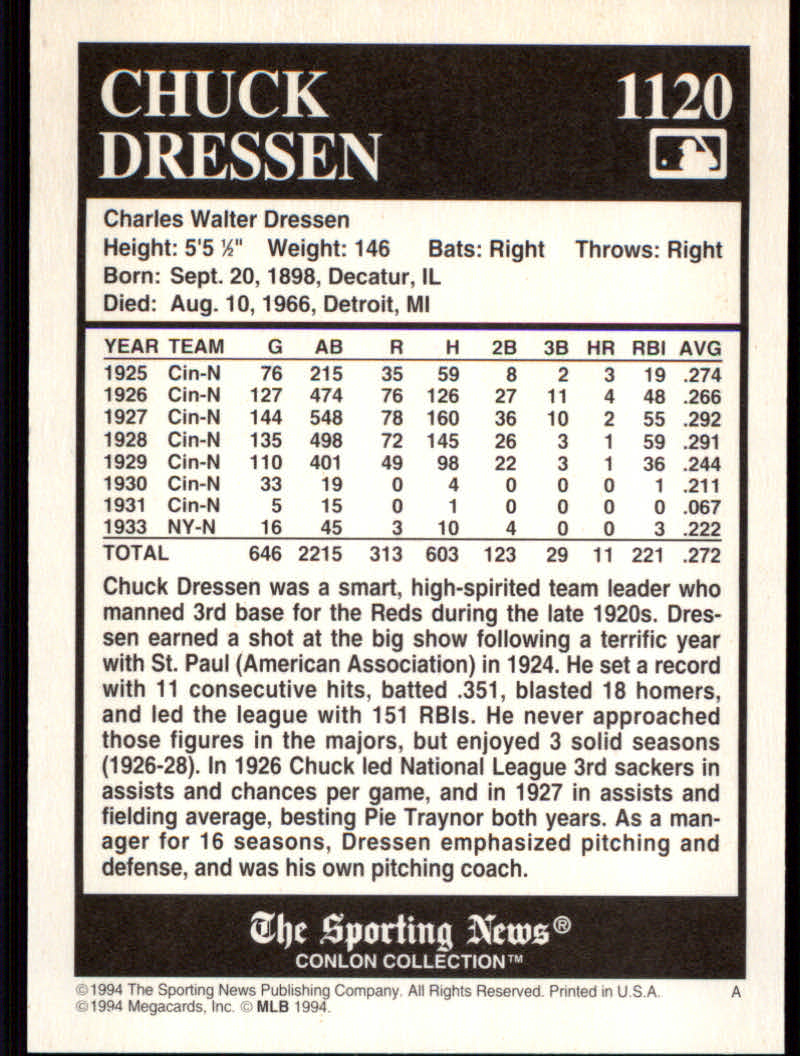 CHUCK 1120
DRESSEN
Charles Walter Dressen
Height: 5'5 ½" Weight: 146 Bats: Right Throws: Right
Born: Sept. 20, 1898, Decatur, IL
Died: Aug. 10, 1966, Detroit, MI
YEAR TEAM G AB R H 2B 3B HR RBI AVG
1925 Cin-N 76 215 35 59 8 2 3 19 .274
1926 Cin-N 127 474 76 126 27 11 4 48 .266
1927 Cin-N 144 548 78 160 36 10 2 55 .292
1928 Cin-N 135 498 72 145 26 3 1 59 .291
1929 Cin-N 110 401 49 98 22 3 1 36 .244
1930 Cin-N 33 19 0 4 0 0 0 1 .211
1931 Cin-N 5 15 0 1 0 0 0 0 .067
1933 NY-N 16 45 3 10 4 0 0 3 .222
TOTAL 646 2215 313 603 123 29 11 221 .272
Chuck Dressen was a smart, high-spirited team leader who
manned 3rd base for the Reds during the late 1920s. Dres-
sen earned a shot at the big show following a terrific year
with St. Paul (American Association) in 1924. He set a record
with 11 consecutive hits, batted .351, blasted 18 homers,
and led the league with 151 RBIs. He never approached
those figures in the majors, but enjoyed 3 solid seasons
(1926-28). In 1926 Chuck led National League 3rd sackers in
assists and chances per game, and in 1927 in assists and
fielding average, besting Pie Traynor both years. As a man-
ager for 16 seasons, Dressen emphasized pitching and
defense, and was his own pitching coach.
The Sporting News®
CONLON COLLECTION™
©1994 The Sporting News Publishing Company. All Rights Reserved. Printed in U.S.A. A
©1994 Megacards, Inc. © MLB 1994.